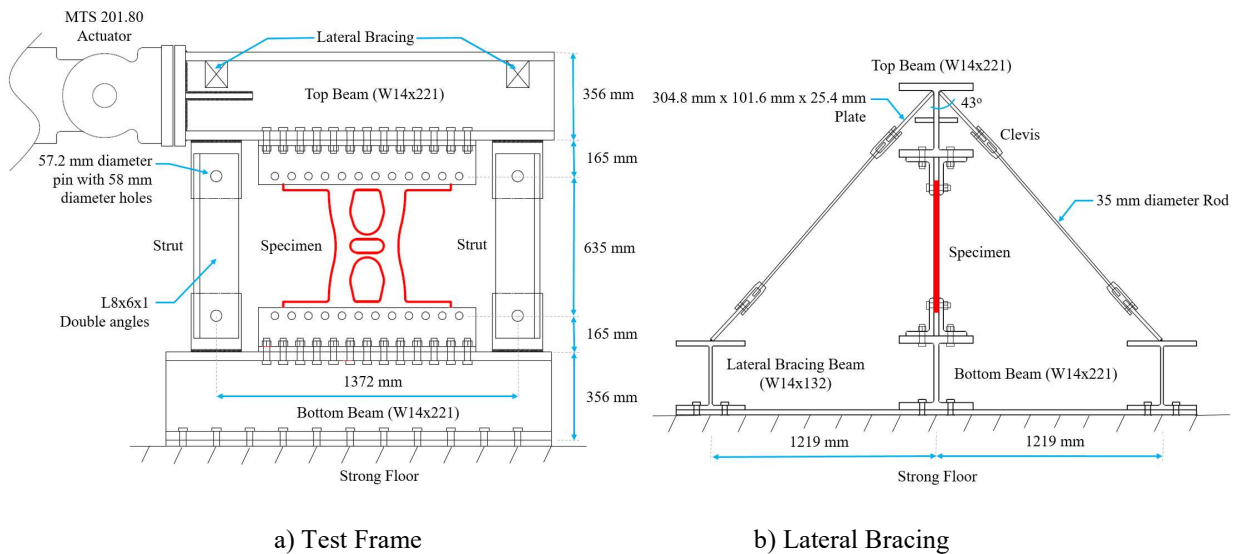 MTS 201.80
Actuator
Lateral Bracing
Top Beam (W14x221)
356 mm
57.2 mm diameter
pin with 58 mm
diameter holes
165 mm
Strut
Specimen
Strut
635 mm
L8x6x1
Double angles
165 mm
1372 mm
Bottom Beam (W14x221)
356 mm
Strong Floor
a) Test Frame
Top Beam (W14x221)
304.8 mm x 101.6 mm x 25.4 mm
Plate
43°
Clevis
35 mm diameter Rod
Specimen
Lateral Bracing Beam
(W14x132)
Bottom Beam (W14x221)
1219 mm
1219 mm
Strong Floor
b) Lateral Bracing